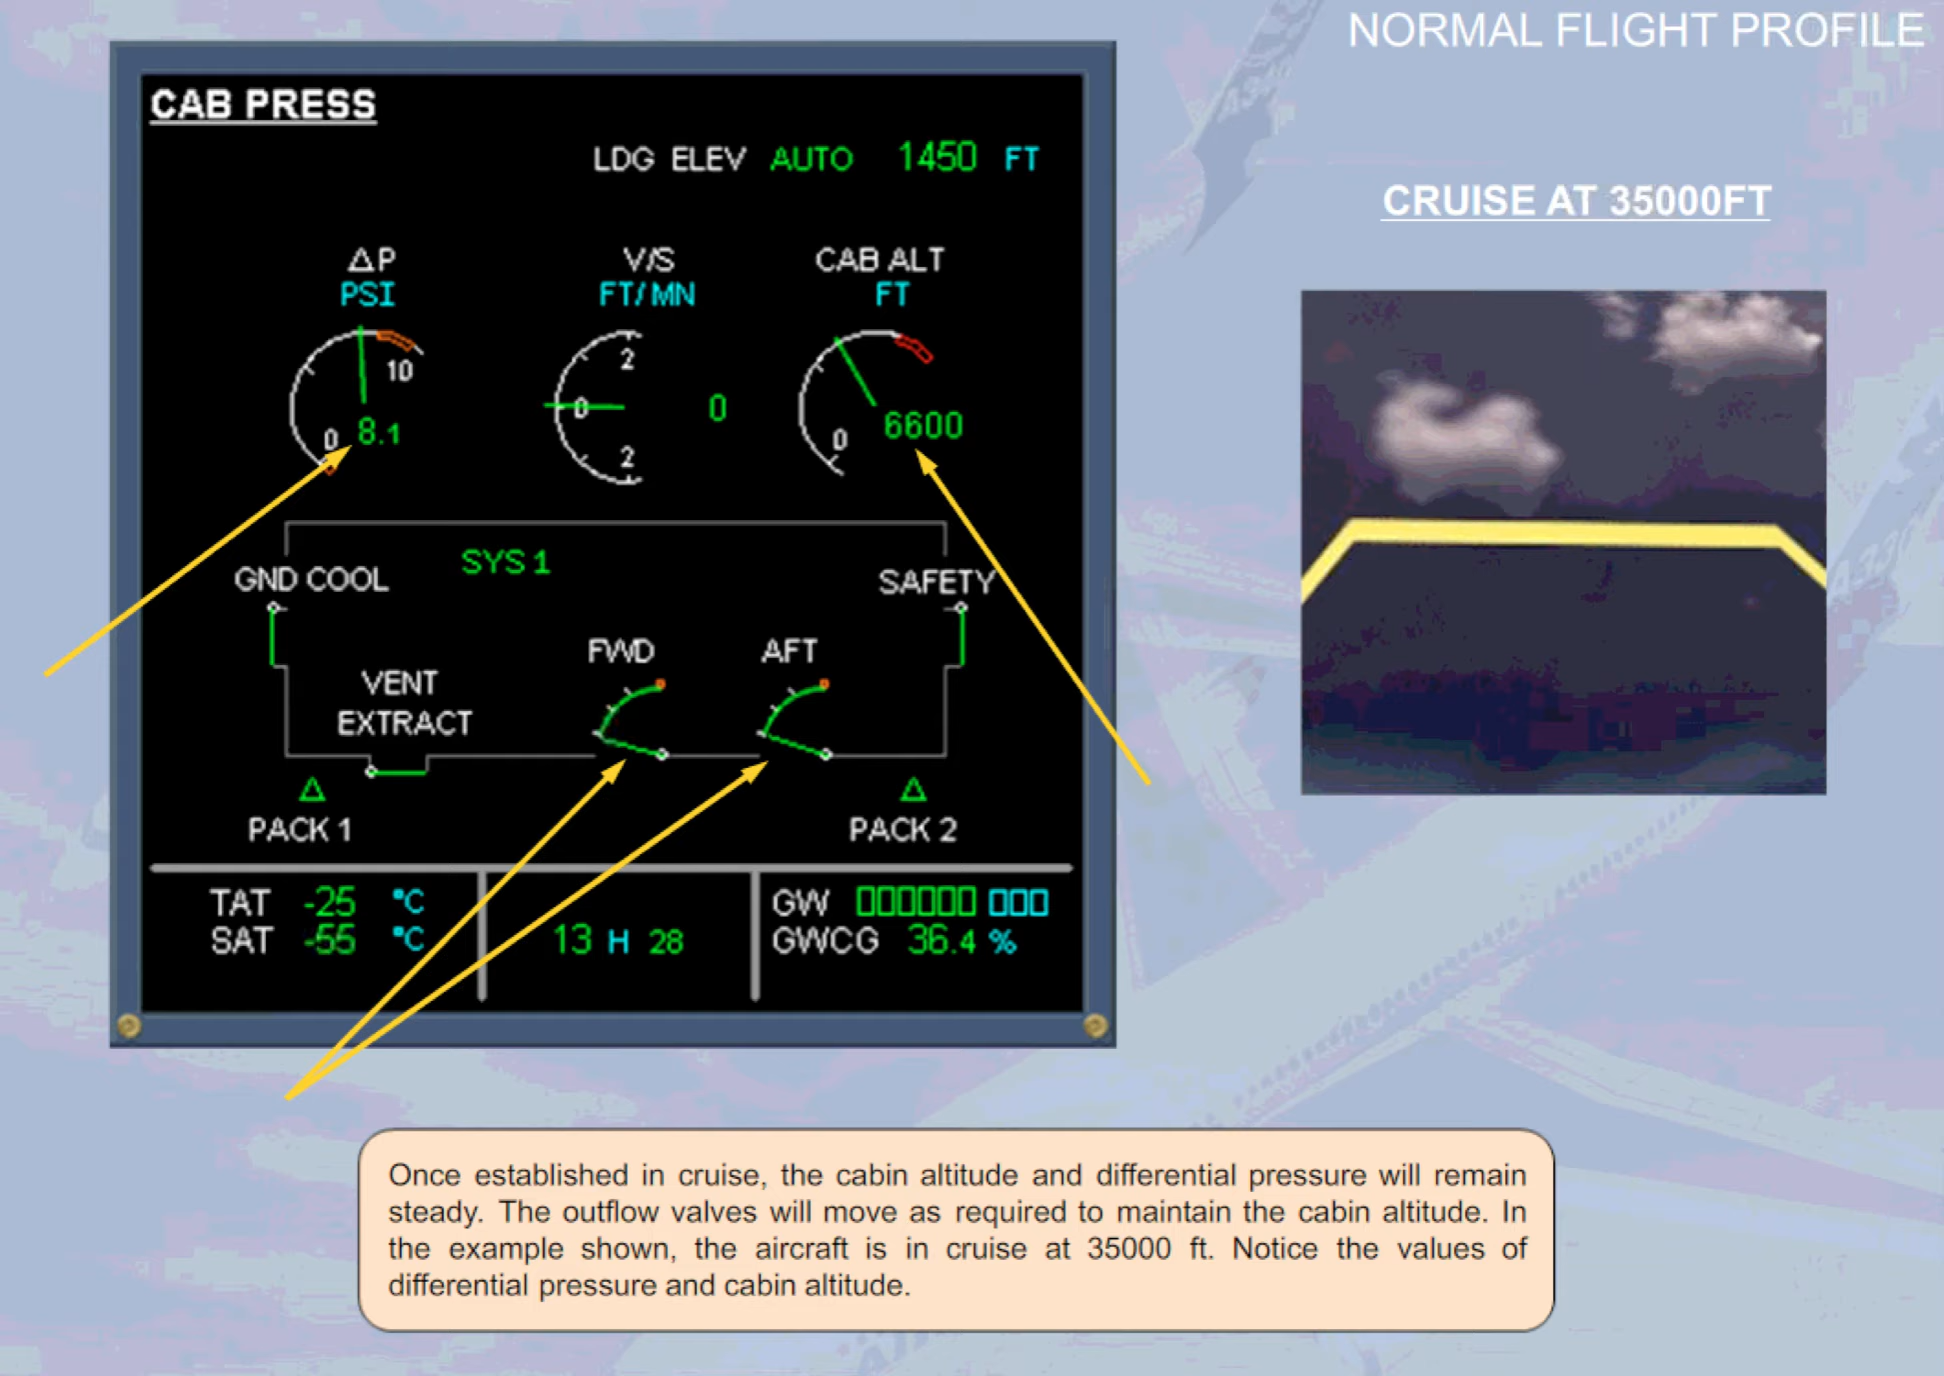 NORMAL FLIGHT PROFILE
CAB PRESS
LDG ELEV AUTO 1450 FT
CRUISE AT 35000FT
ΔP V/S CAB ALT
PSI FT/MN FT
10 2
0 0 6600
0 8.1 2 0
SYS 1
GND COOL SAFETY
FWD AFT
VENT
EXTRACT
PACK 1 PACK 2
TAT -25 °C GW
SAT -55 °C 13 H 28 GWCG 36.4 %
Once established in cruise, the cabin altitude and differential pressure will remain
steady. The outflow valves will move as required to maintain the cabin altitude. In
the example shown, the aircraft is in cruise at 35000 ft. Notice the values of
differential pressure and cabin altitude.